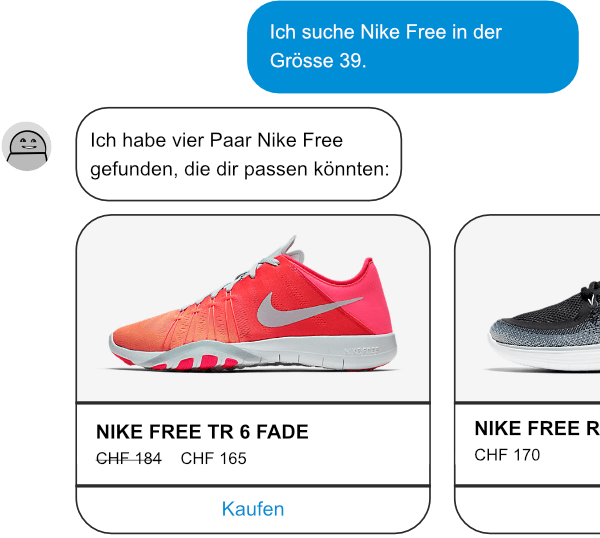 Ich suche Nike Free in der
Grösse 39.
Ich habe vier Paar Nike Free
gefunden, die dir passen könnten:
NIKE FREE TR 6 FADE
CHF 184 CHF 165
Kaufen
NIKE FREE R
CHF 170